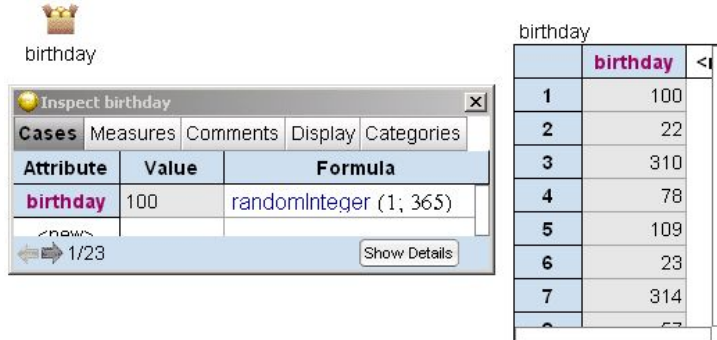 birthday
Inspect birthday
Cases Measures Comments Display Categories
Attribute Value Formula
birthday 100 randomInteger (1; 365)
<new>
1/23 Show Details
birthday
birthday
1 100
2 22
3 310
4 78
5 109
6 23
7 314